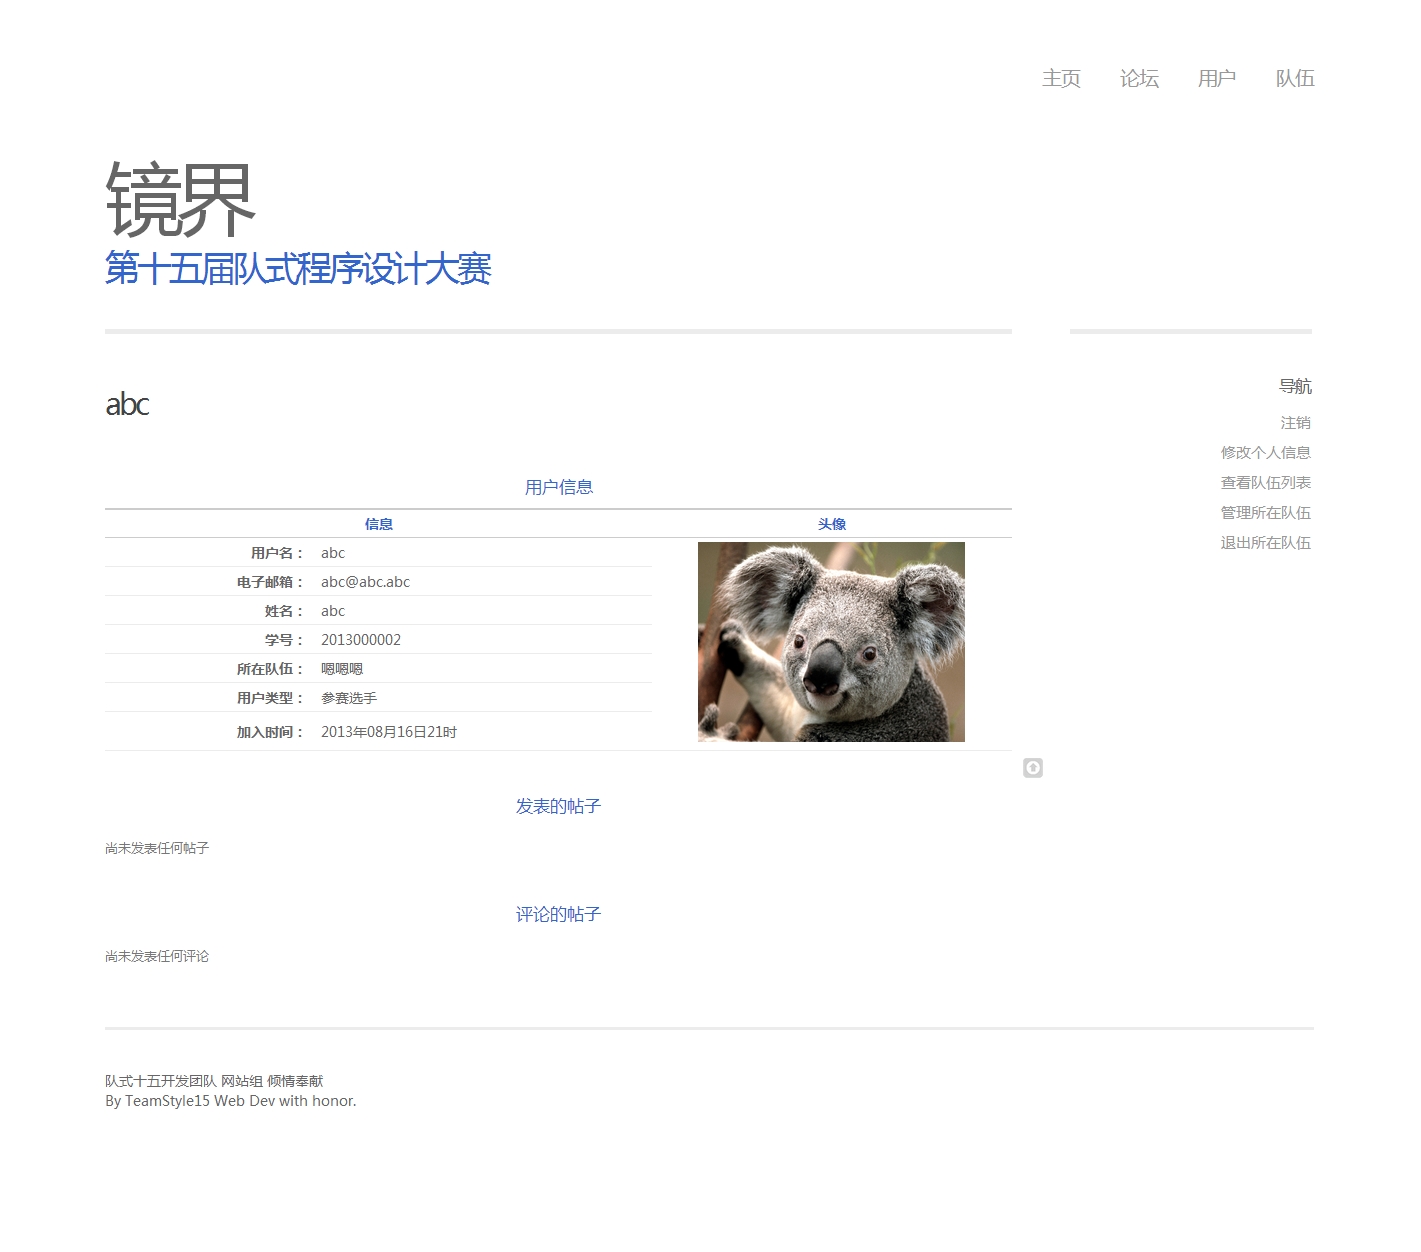 主页 论坛 用户 队伍
镜界
第十五届队式程序设计大赛
abc
用户信息
信息 头像
用户名： abc
电子邮箱： abc@abc.abc
姓名： abc
学号： 2013000002
所在队伍： 嗯嗯嗯
用户类型： 参赛选手
加入时间： 2013年08月16日21时
发表的帖子
尚未发表任何帖子
评论的帖子
尚未发表任何评论
导航
注销
修改个人信息
查看队伍列表
管理所在队伍
退出所在队伍
队式十五开发团队 网站组 倾情奉献
By TeamStyle15 Web Dev with honor.